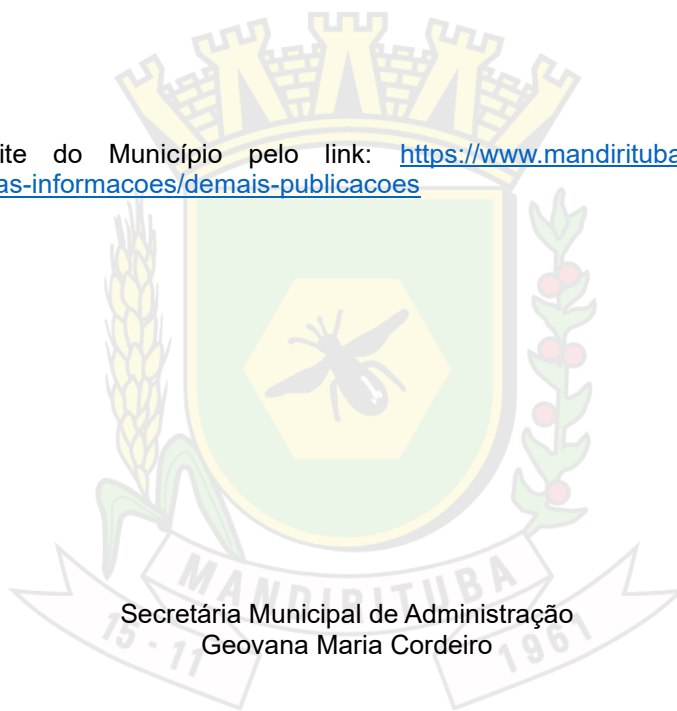 ite do Município pelo link: https://www.mandirituba
as-informacoes/demais-publicacoes
MANDIRITUBA
Secretária Municipal de Administração
15 - 11
Geovana Maria Cordeiro
1961